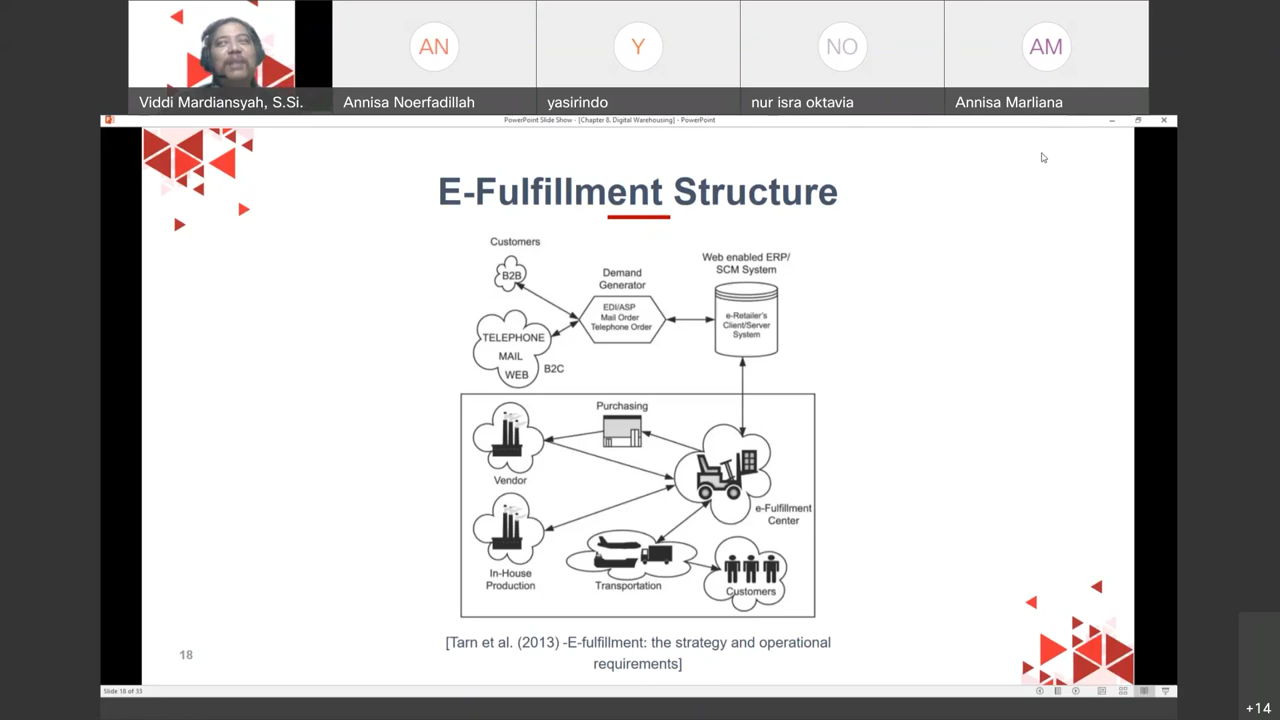 AN
Y
NO
AM
Viddi Mardiansyah, S.Si.
Annisa Noerfadillah
yasirindo
nur isra oktavia
Annisa Marliana
PowerPoint Slide Show - [Chapter 8, Digital Warehousing] - PowerPoint
E-Fulfillment Structure
Customers
B2B
TELEPHONE
MAIL
WEB
B2C
Demand
Generator
EDI/ASP
Mail Order
Telephone Order
Web enabled ERP/
SCM System
e-Retailer's
Client/Server
System
Purchasing
Vendor
e-Fulfillment
Center
In-House
Production
Transportation
Customers
[Tarn et al. (2013) -E-fulfillment: the strategy and operational
requirements]
18
Slide 18 of 33
+14